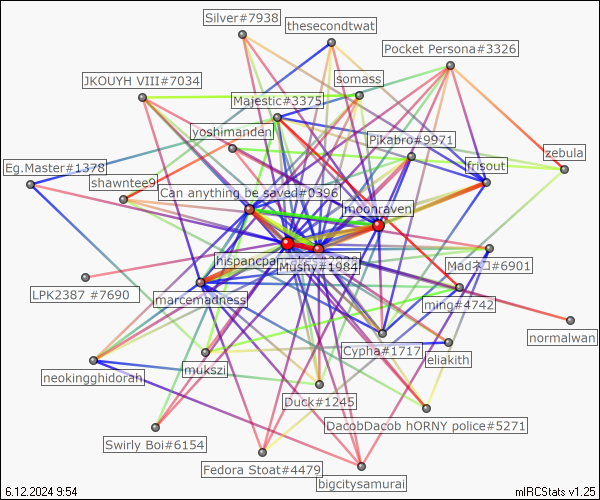 Silver#7938
thesecondtwat
Pocket Persona#3326
somass
JKOUYH VIII#7034
Majestic#3375
yoshimanden
Pikabro#9971
zebula
Eg.Master#1378
frisout
shawntee9
Can anything be saved#0396
moonraven
hispancpa
Mushy#1984
#6901
LPK2387 #7690
marcemadness
ming#4742
normalwan
Cypha#1717
eliakith
mukszi
neokingghidorah
Duck#1245
DacobDacob hORNY police#5271
Swirly Boi#6154
Fedora Stoat#4479
bigcitysamurai
6.12.2024 9:54
mIRCStats v1.25